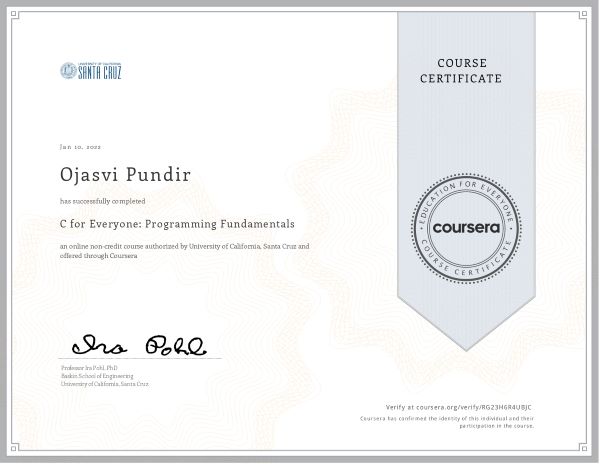 UNIVERSITY OF CALIFORNIA
SANTA CRUZ
COURSE
CERTIFICATE
Jan 10, 2022
Ojasvi Pundir
has successfully completed
C for Everyone: Programming Fundamentals
an online non-credit course authorized by University of California, Santa Cruz and
offered through Coursera
EDUCATION FOR EVERYONE
coursera
COURSE CERTIFICATE
Ira Pohl
Professor Ira Pohl, PhD
Baskin School of Engineering
University of California, Santa Cruz
Verify at coursera.org/verify/RG23H6R4UBJC
Coursera has confirmed the identity of this individual and their
participation in the course.